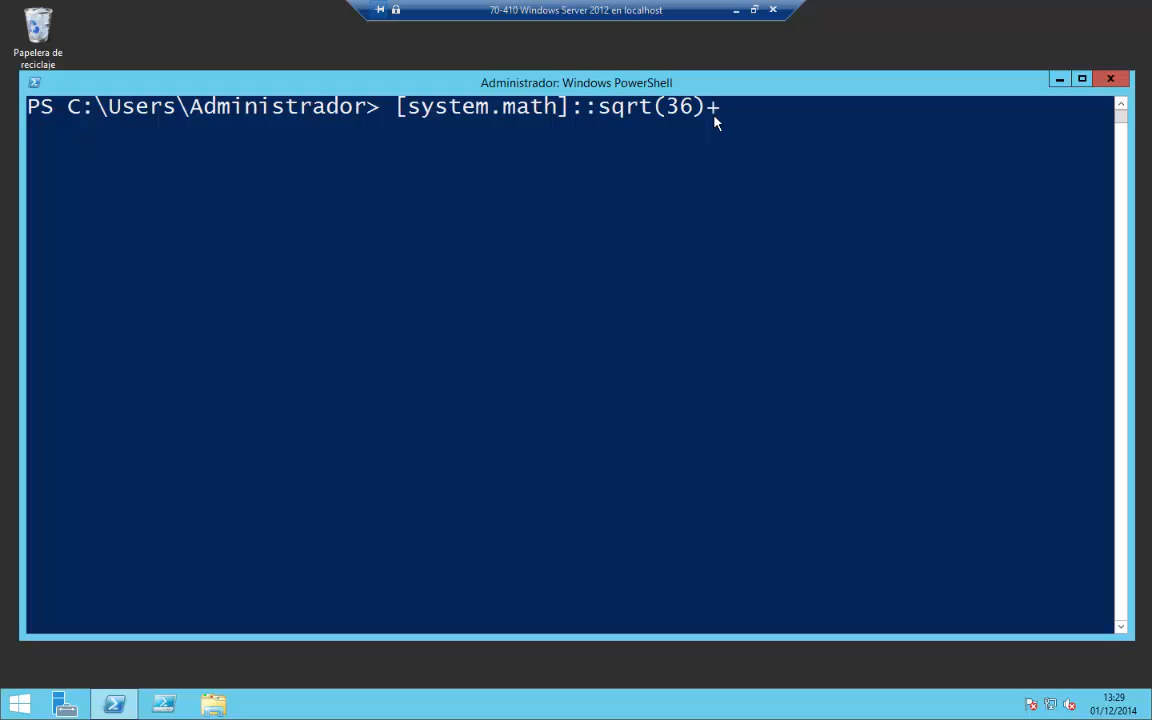 70-410 Windows Server 2012 en localhost
Papelera de
reciclaje
Administrador: Windows PowerShell
PS C:\Users\Administrador> [system.math]::sqrt(36)+
13:29
01/12/2014